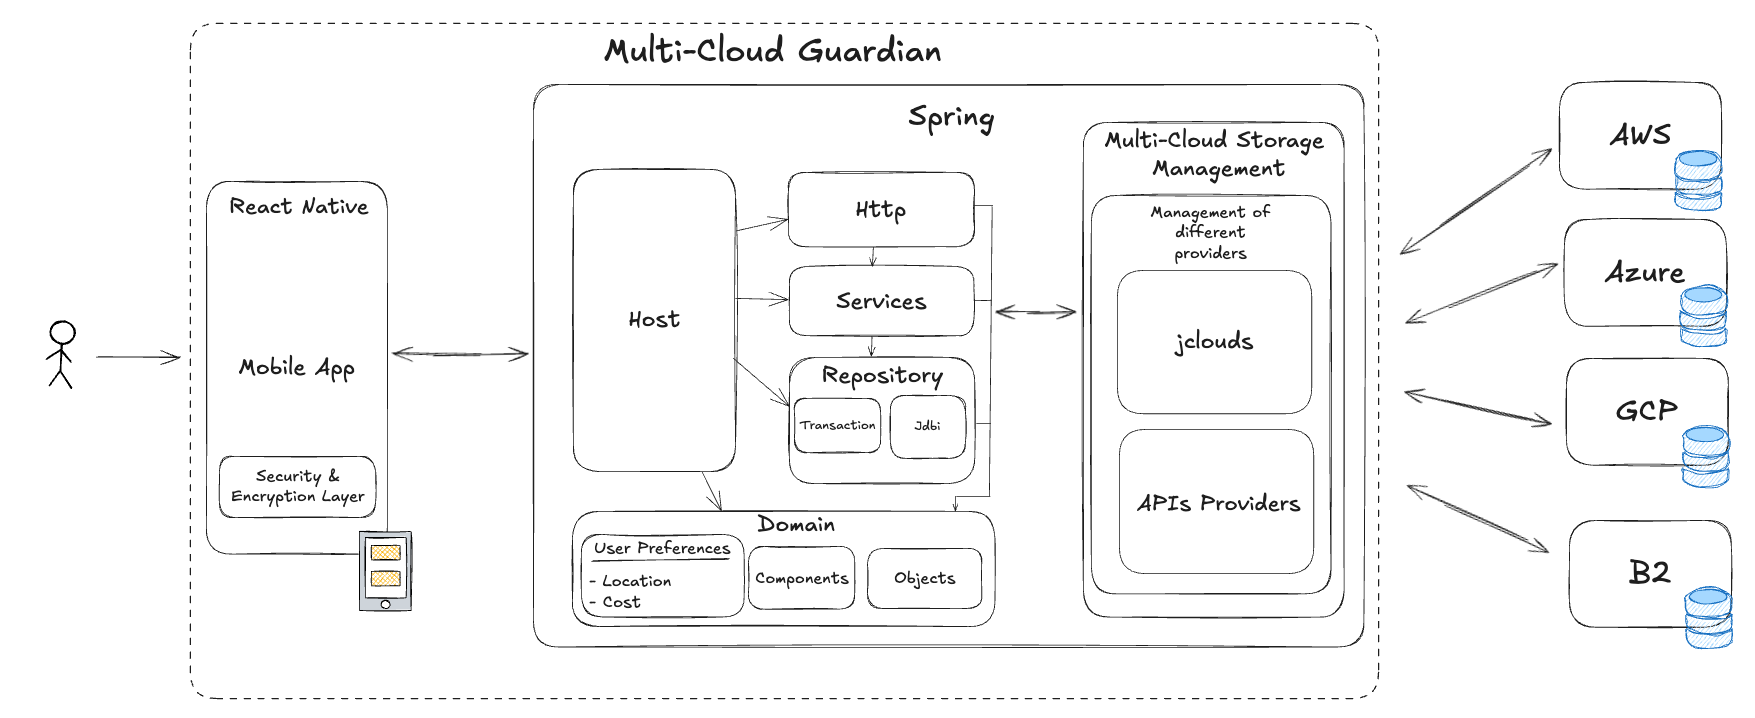 Multi-Cloud Guardian
React Native
Mobile App
Security &
Encryption Layer
Spring
Host
Http
Services
Repository
Transaction
Jdbi
Domain
User Preferences
- Location
- Cost
Components
Objects
Multi-Cloud Storage
Management
Management of
different
providers
jclouds
APIs Providers
AWS
Azure
GCP
B2